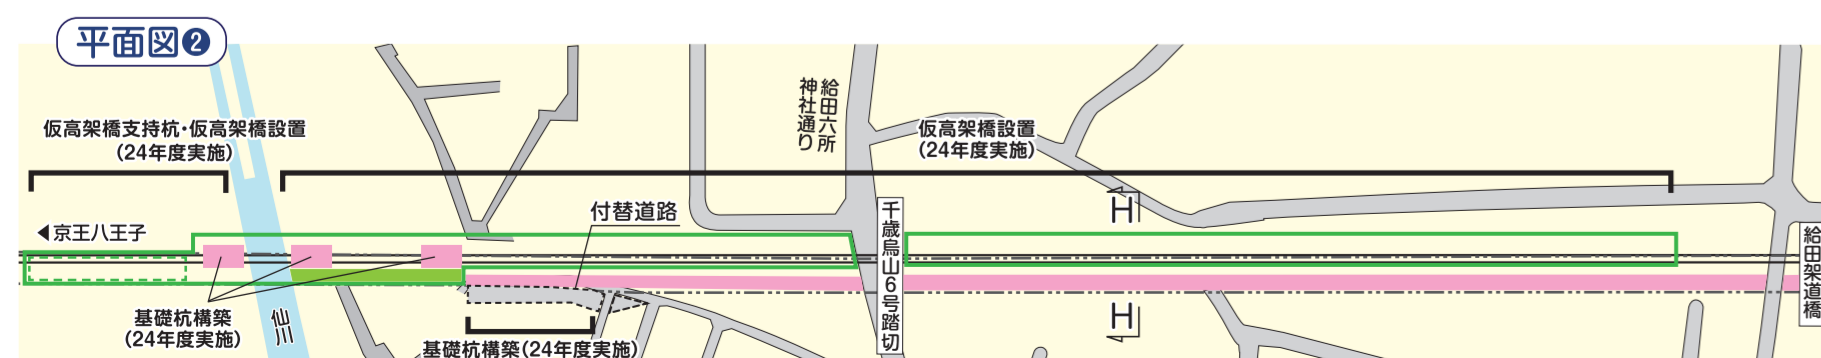 平面図❷
仮高架橋支持杭・仮高架橋設置
(24年度実施)
給田六所
神社通り
仮高架橋設置
(24年度実施)
◀京王八王子
付替道路
千歳烏山6号踏切
H
給田架道橋
基礎杭構築
(24年度実施)
仙川
H
基礎杭構築(24年度実施)